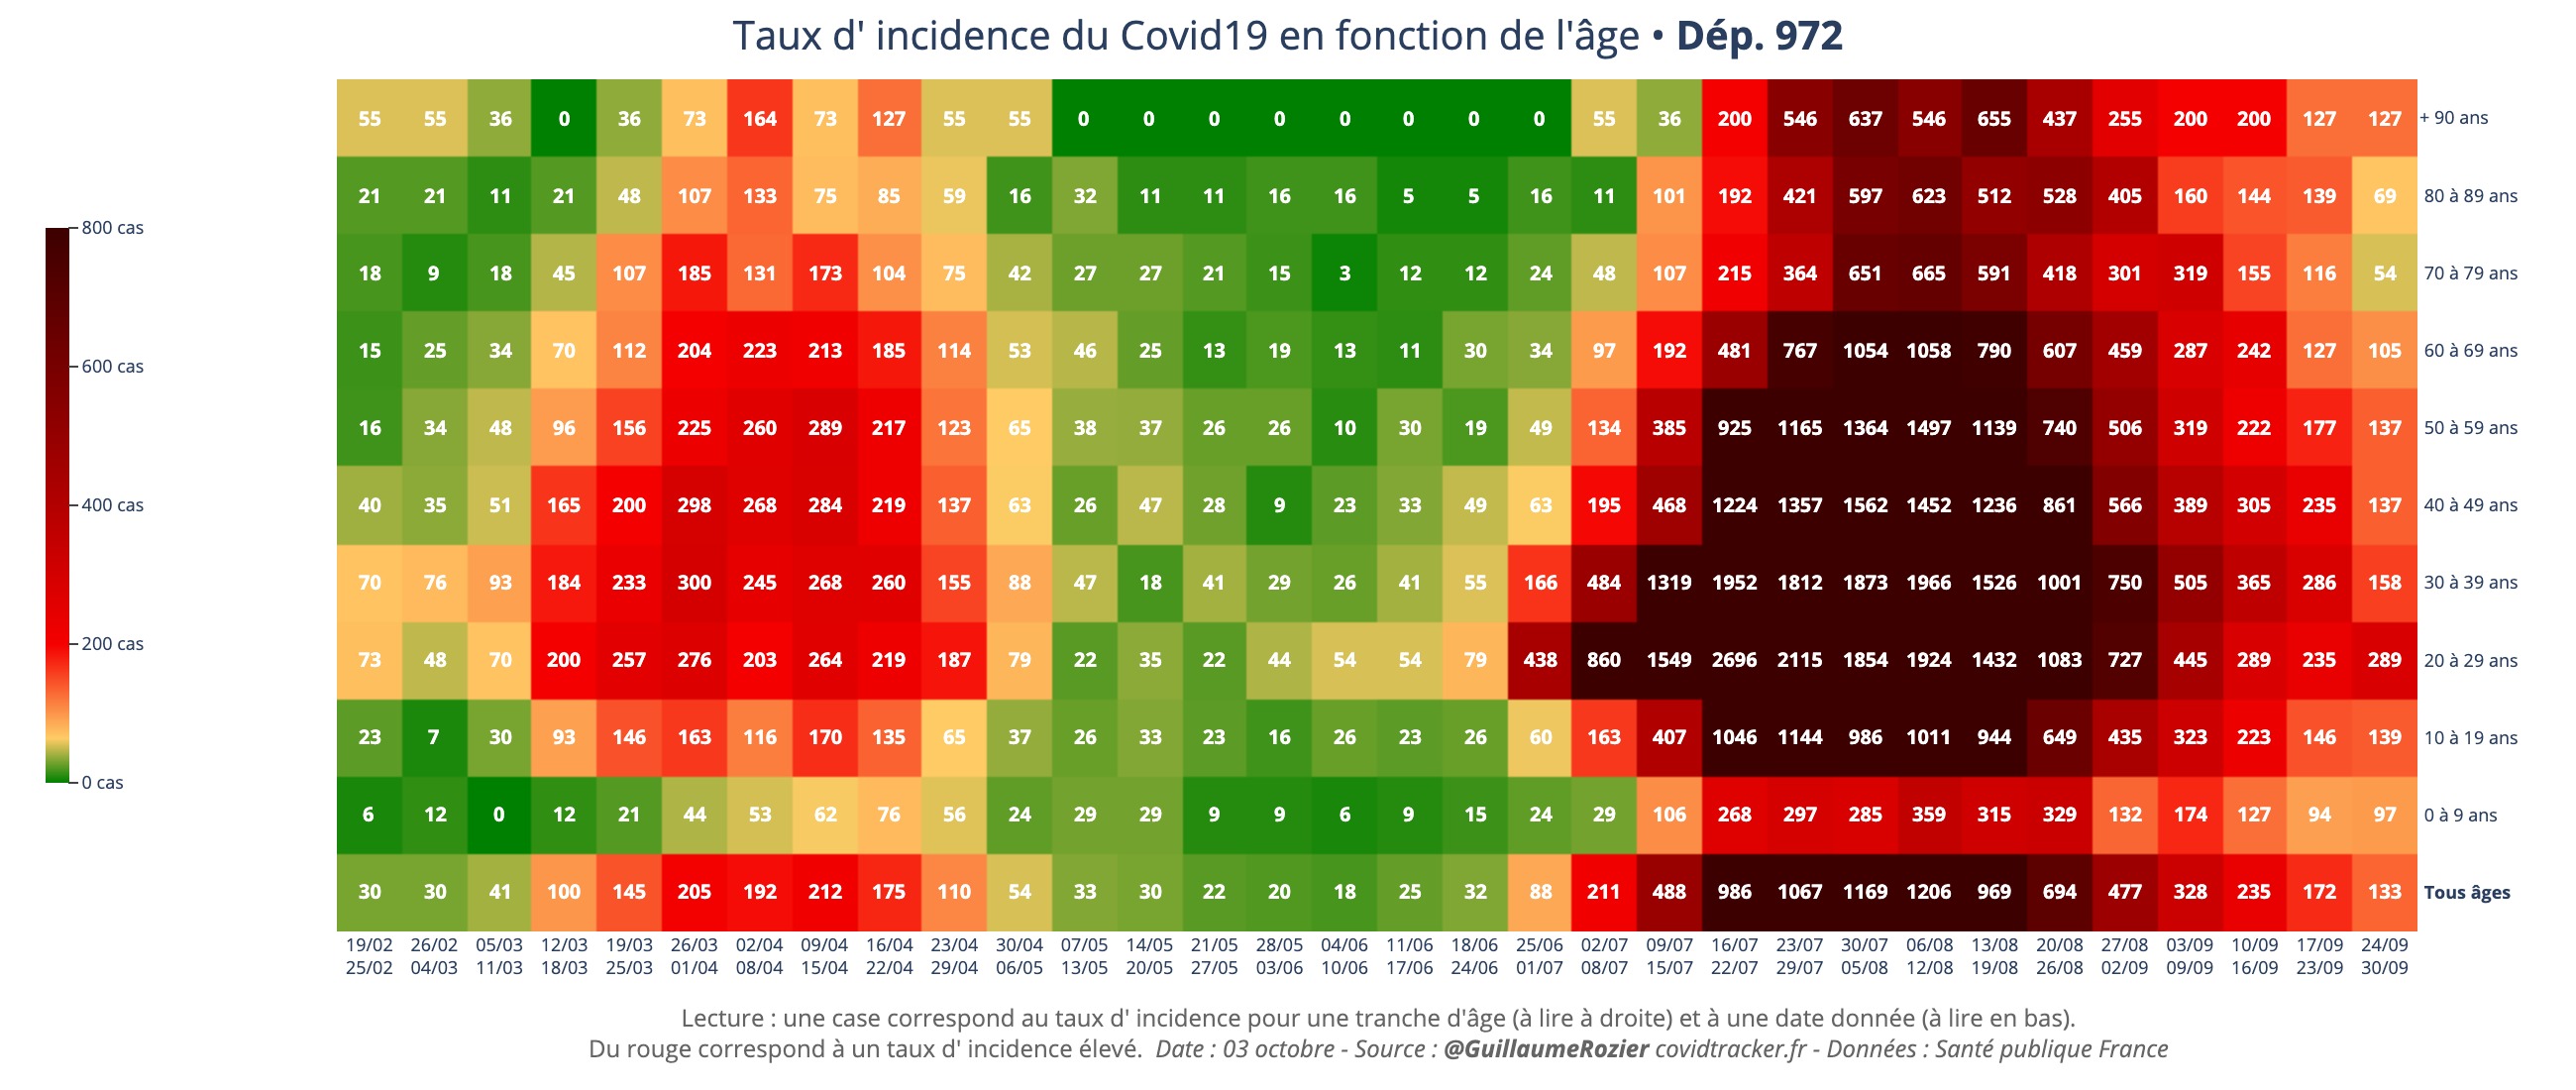 Taux d' incidence du Covid19 en fonction de l'âge • Dép. 972
800 cas
600 cas
400 cas
200 cas
0 cas
55 55 36 0 36 73 164 73 127 55 55 0 0 0 0 0 0 0 0 55 36 200 546 637 546 655 437 255 200 200 127 127 + 90 ans
21 21 11 21 48 107 133 75 85 59 16 32 11 11 16 16 5 5 16 11 101 192 421 597 623 512 528 405 160 144 139 69 80 à 89 ans
18 9 18 45 107 185 131 173 104 75 42 27 27 21 15 3 12 12 24 48 107 215 364 651 665 591 418 301 319 155 116 54 70 à 79 ans
15 25 34 70 112 204 223 213 185 114 53 46 25 13 19 13 11 30 34 97 192 481 767 1054 1058 790 607 459 287 242 127 105 60 à 69 ans
16 34 48 96 156 225 260 289 217 123 65 38 37 26 26 10 30 19 49 134 385 925 1165 1364 1497 1139 740 506 319 222 177 137 50 à 59 ans
40 35 51 165 200 298 268 284 219 137 63 26 47 28 9 23 33 49 63 195 468 1224 1357 1562 1452 1236 861 566 389 305 235 137 40 à 49 ans
70 76 93 184 233 300 245 268 260 155 88 47 18 41 29 26 41 55 166 484 1319 1952 1812 1873 1966 1526 1001 750 505 365 286 158 30 à 39 ans
73 48 70 200 257 276 203 264 219 187 79 22 35 22 44 54 54 79 438 860 1549 2696 2115 1854 1924 1432 1083 727 445 289 235 289 20 à 29 ans
23 7 30 93 146 163 116 170 135 65 37 26 33 23 16 26 23 26 60 163 407 1046 1144 986 1011 944 649 435 323 223 146 139 10 à 19 ans
6 12 0 12 21 44 53 62 76 56 24 29 29 9 9 6 9 15 24 29 106 268 297 285 359 315 329 132 174 127 94 97 0 à 9 ans
30 30 41 100 145 205 192 212 175 110 54 33 30 22 20 18 25 32 88 211 488 986 1067 1169 1206 969 694 477 328 235 172 133 Tous âges
19/02 26/02 05/03 12/03 19/03 26/03 02/04 09/04 16/04 23/04 30/04 07/05 14/05 21/05 28/05 04/06 11/06 18/06 25/06 02/07 09/07 16/07 23/07 30/07 06/08 13/08 20/08 27/08 03/09 10/09 17/09 24/09
25/02 04/03 11/03 18/03 25/03 01/04 08/04 15/04 22/04 29/04 06/05 13/05 20/05 27/05 03/06 10/06 17/06 24/06 01/07 08/07 15/07 22/07 29/07 05/08 12/08 19/08 26/08 02/09 09/09 16/09 23/09 30/09
Lecture : une case correspond au taux d' incidence pour une tranche d'âge (à lire à droite) et à une date donnée (à lire en bas).
Du rouge correspond à un taux d' incidence élevé. Date : 03 octobre - Source : @GuillaumeRozier covidtracker.fr - Données : Santé publique France